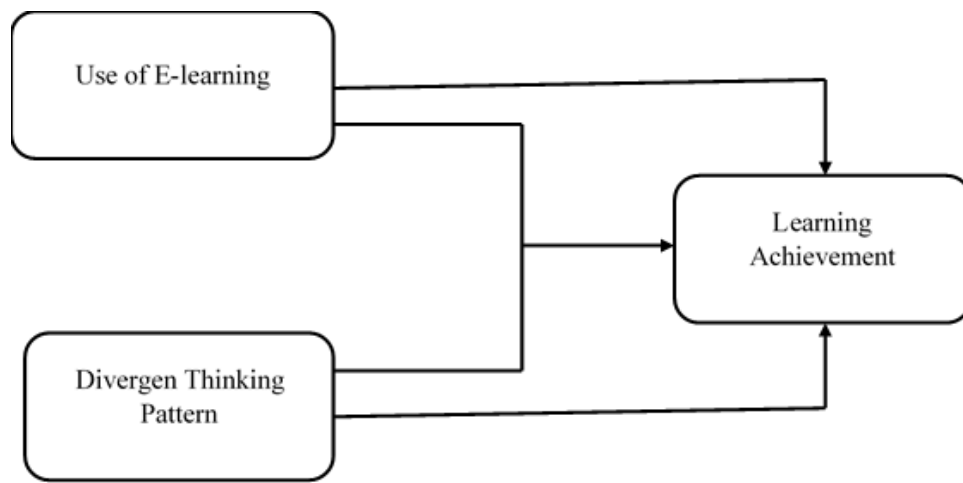 Use of E-learning
Learning
Achievement
Divergen Thinking
Pattern